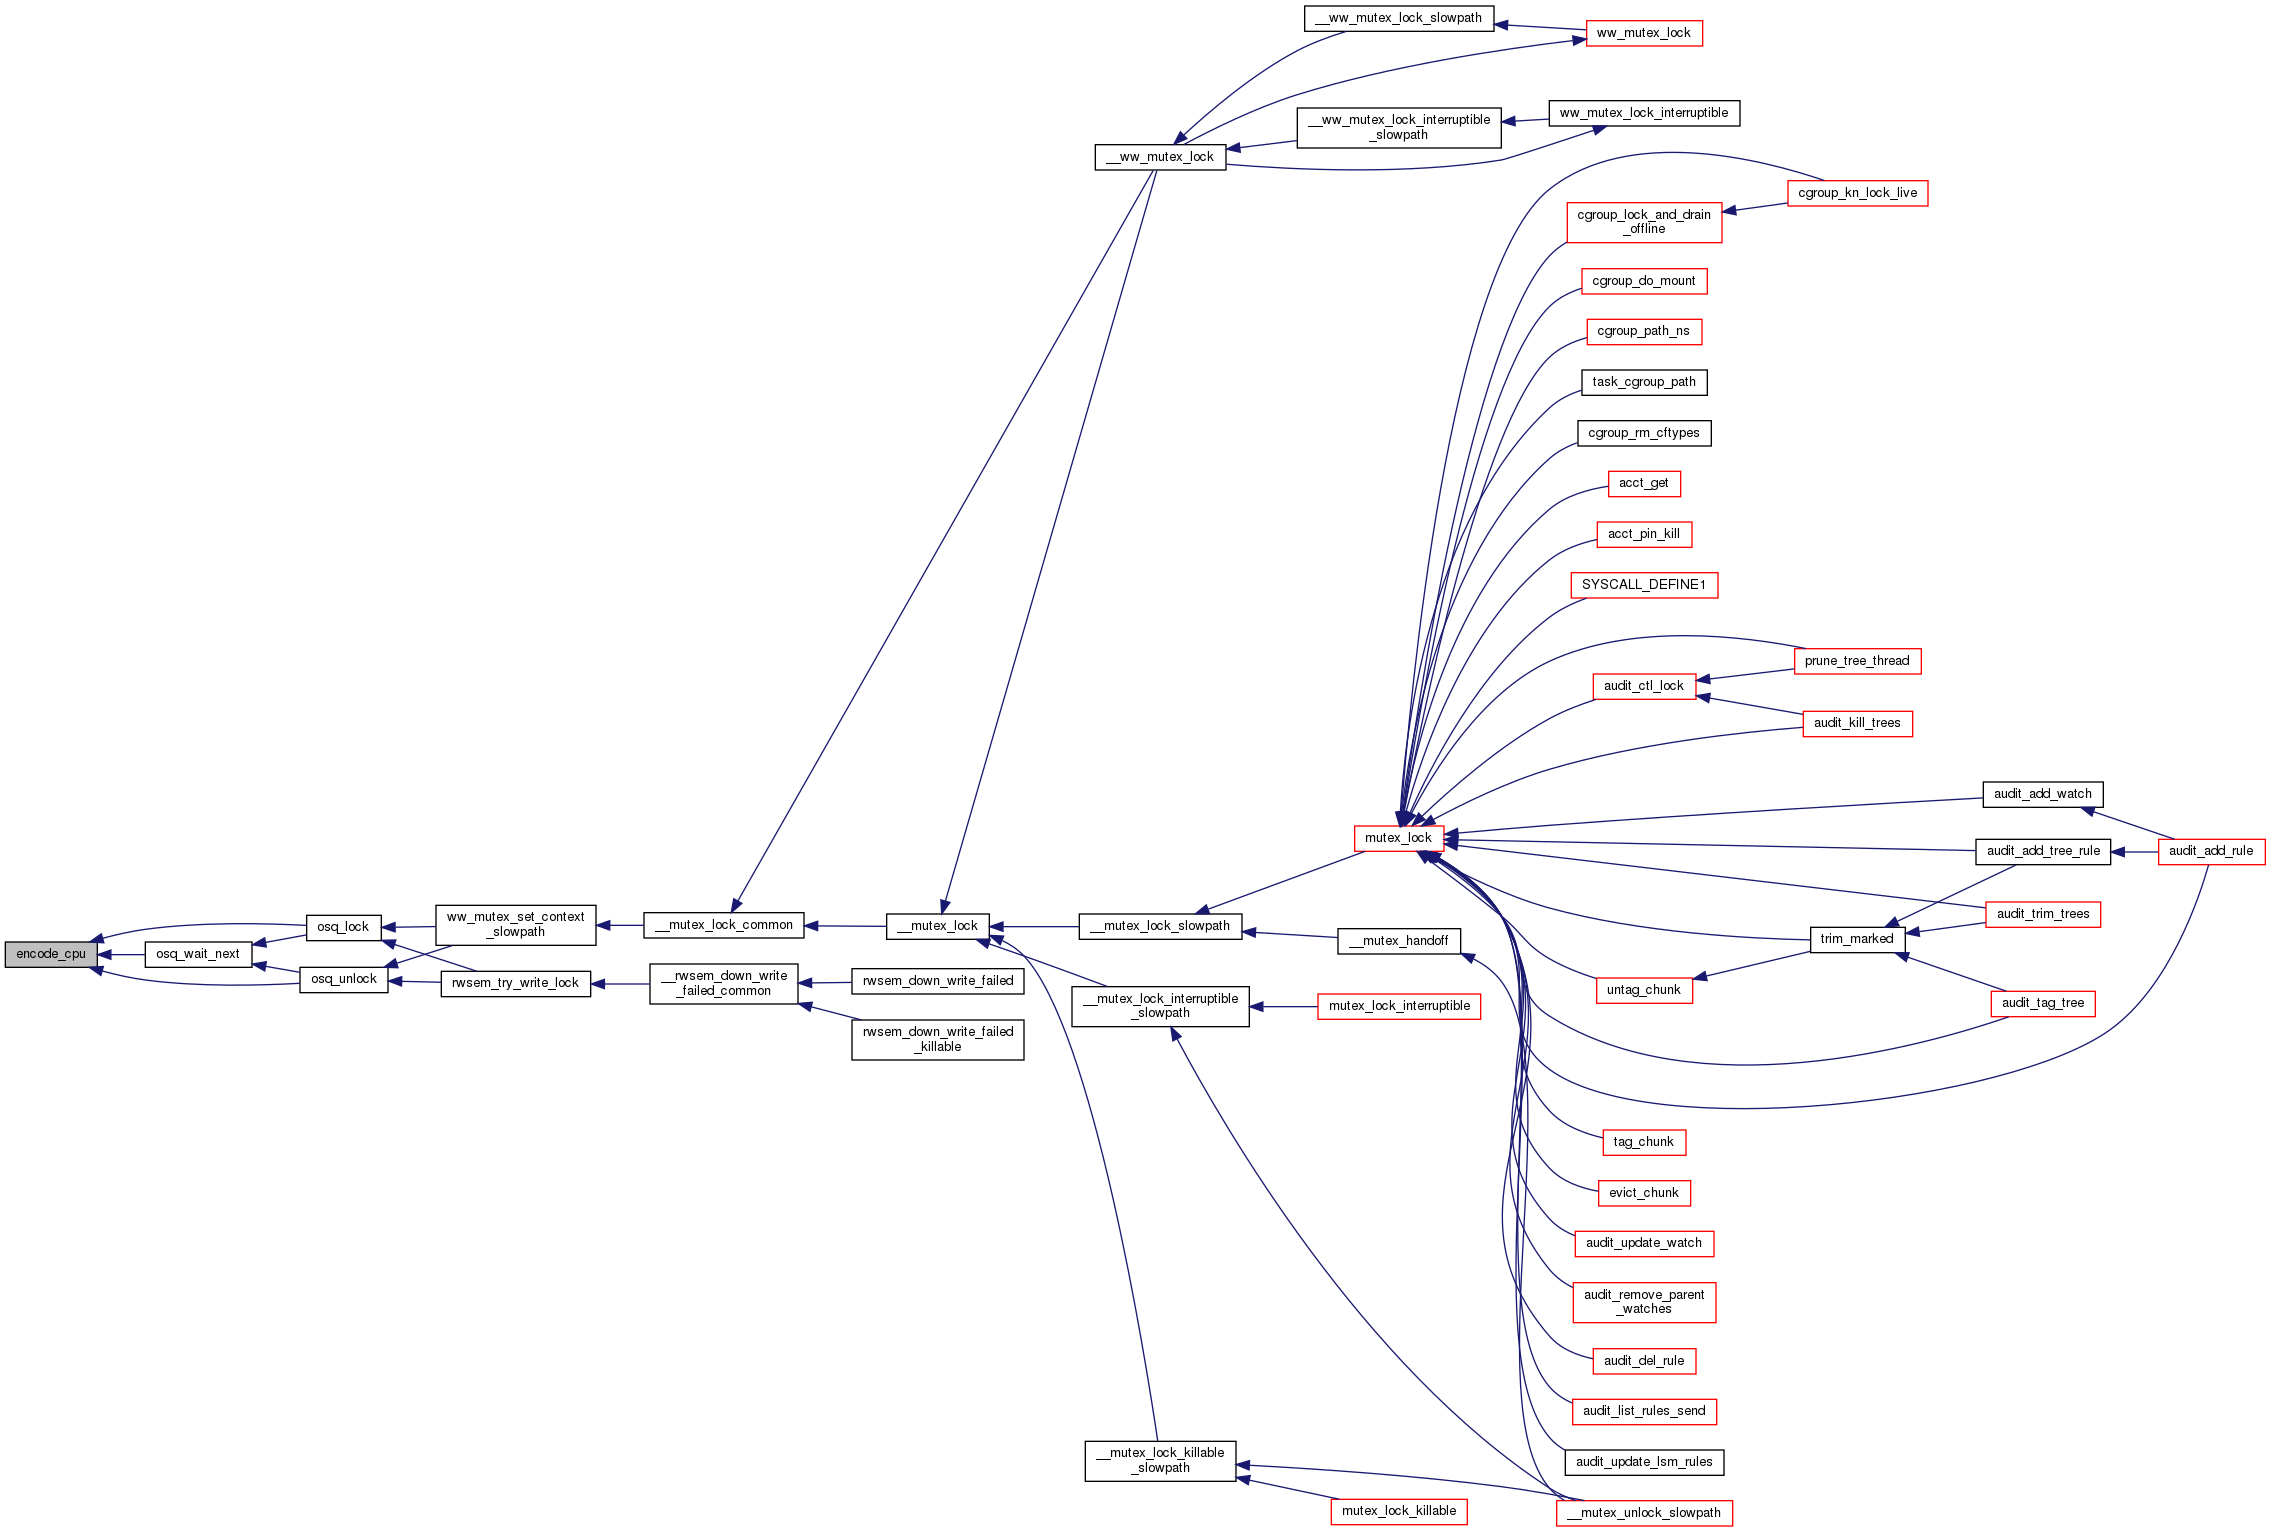 __ww_mutex_lock_slowpath
ww_mutex_lock
__ww_mutex_lock_interruptible
_slowpath
ww_mutex_lock_interruptible
__ww_mutex_lock
cgroup_kn_lock_live
cgroup_lock_and_drain
_offline
cgroup_do_mount
cgroup_path_ns
task_cgroup_path
cgroup_rm_cftypes
acct_get
acct_pin_kill
SYSCALL_DEFINE1
prune_tree_thread
audit_ctl_lock
audit_kill_trees
audit_add_watch
mutex_lock
audit_add_tree_rule
audit_add_rule
encode_cpu
osq_wait_next
osq_lock
osq_unlock
ww_mutex_set_context
_slowpath
rwsem_try_write_lock
__mutex_lock_common
__rwsem_down_write
_failed_common
__mutex_lock
rwsem_down_write_failed
rwsem_down_write_failed
_killable
__mutex_lock_slowpath
__mutex_handoff
__mutex_lock_interruptible
_slowpath
mutex_lock_interruptible
audit_trim_trees
trim_marked
untag_chunk
audit_tag_tree
tag_chunk
evict_chunk
audit_update_watch
audit_remove_parent
_watches
audit_del_rule
audit_list_rules_send
audit_update_lsm_rules
__mutex_lock_killable
_slowpath
mutex_lock_killable
__mutex_unlock_slowpath